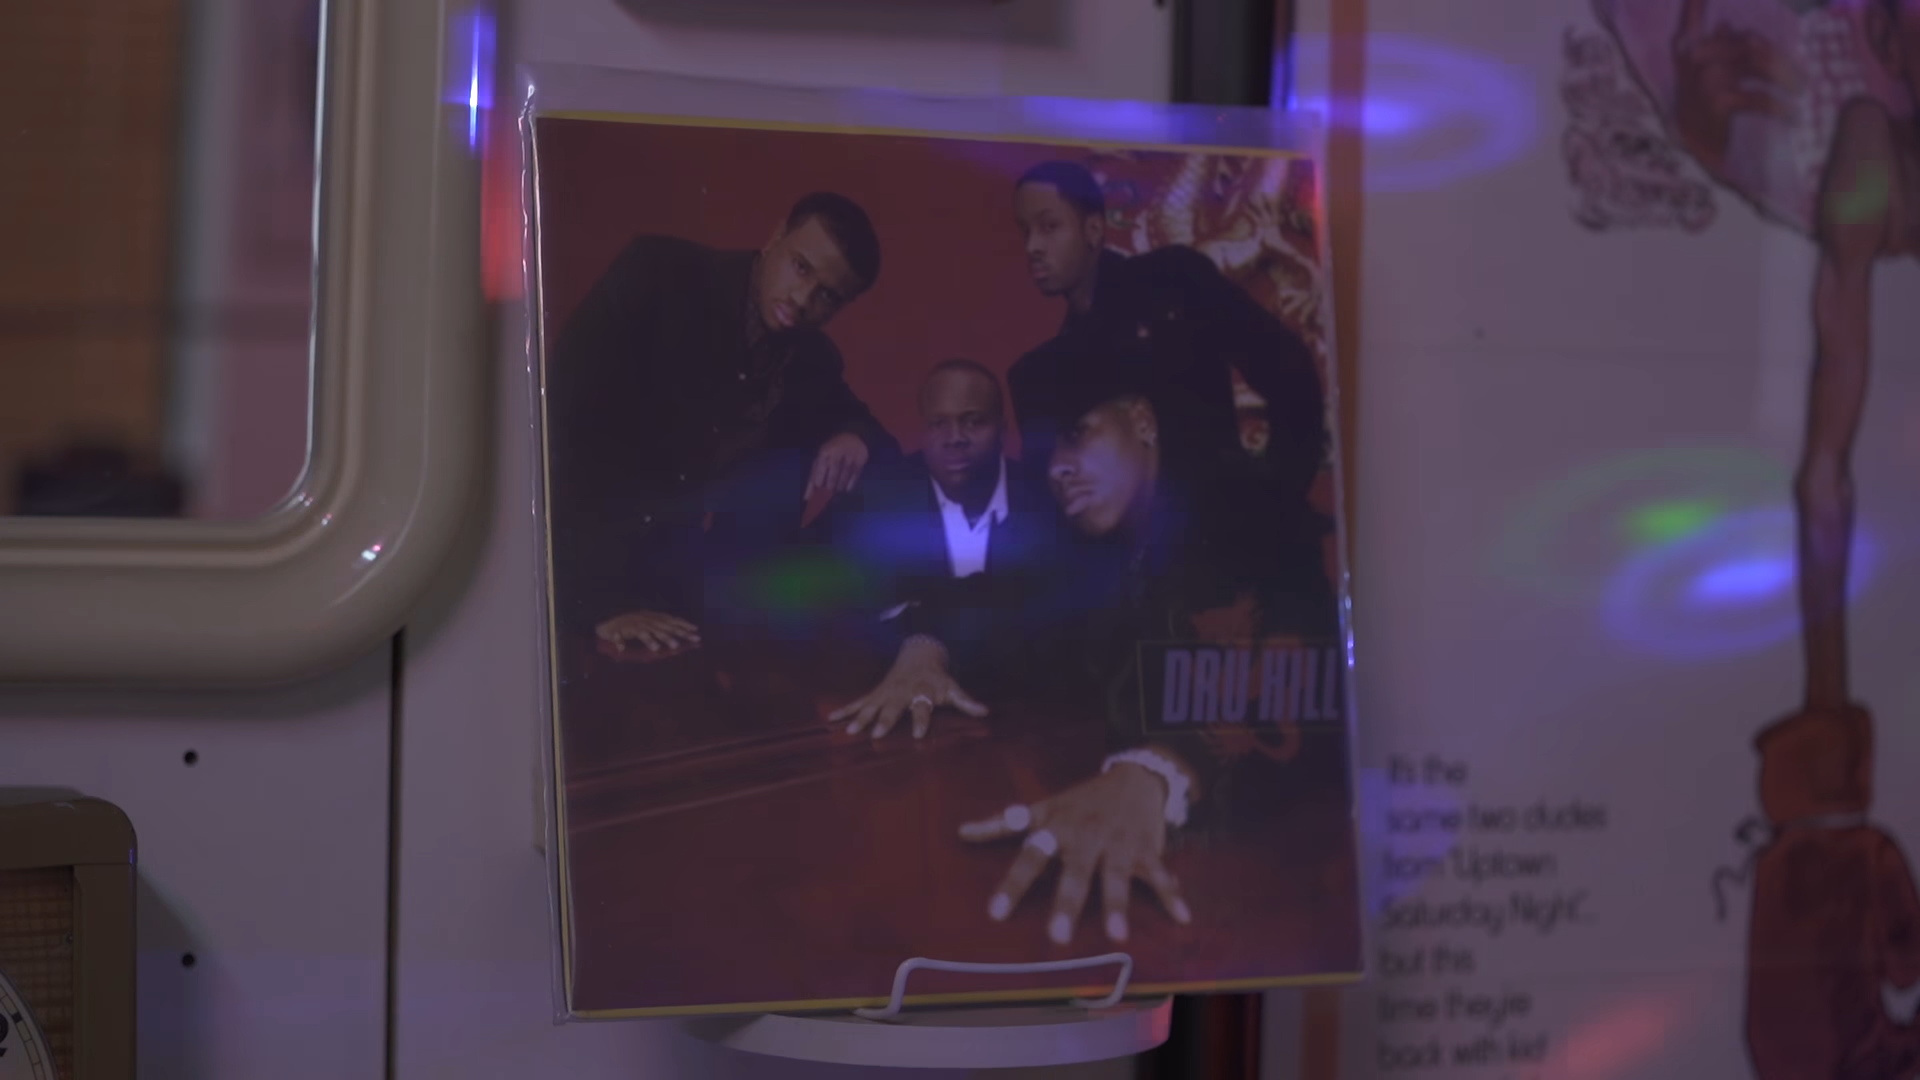 DRU HILL
It's the
same two dudes
from "Uptown
Saturday Night"...
but this
time they're
back with kid
2